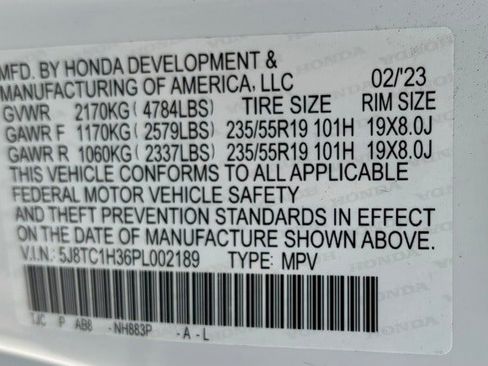 MFD. BY HONDA DEVELOPMENT &
MANUFACTURING OF AMERICA, LLC 02/'23
GVWR 2170KG ( 4784LBS) TIRE SIZE RIM SIZE
GAWR F 1170KG ( 2579LBS) 235/55R19 101H 19X8.0J
GAWR R 1060KG ( 2337LBS) 235/55R19 101H 19X8.0J
THIS VEHICLE CONFORMS TO ALL APPLICABLE
FEDERAL MOTOR VEHICLE SAFETY
AND THEFT PREVENTION STANDARDS IN EFFECT
ON THE DATE OF MANUFACTURE SHOWN ABOVE.
V.I.N.: 5J8TC1H36PL002189 TYPE: MPV
TJC P AB8 - NH883P - A - L